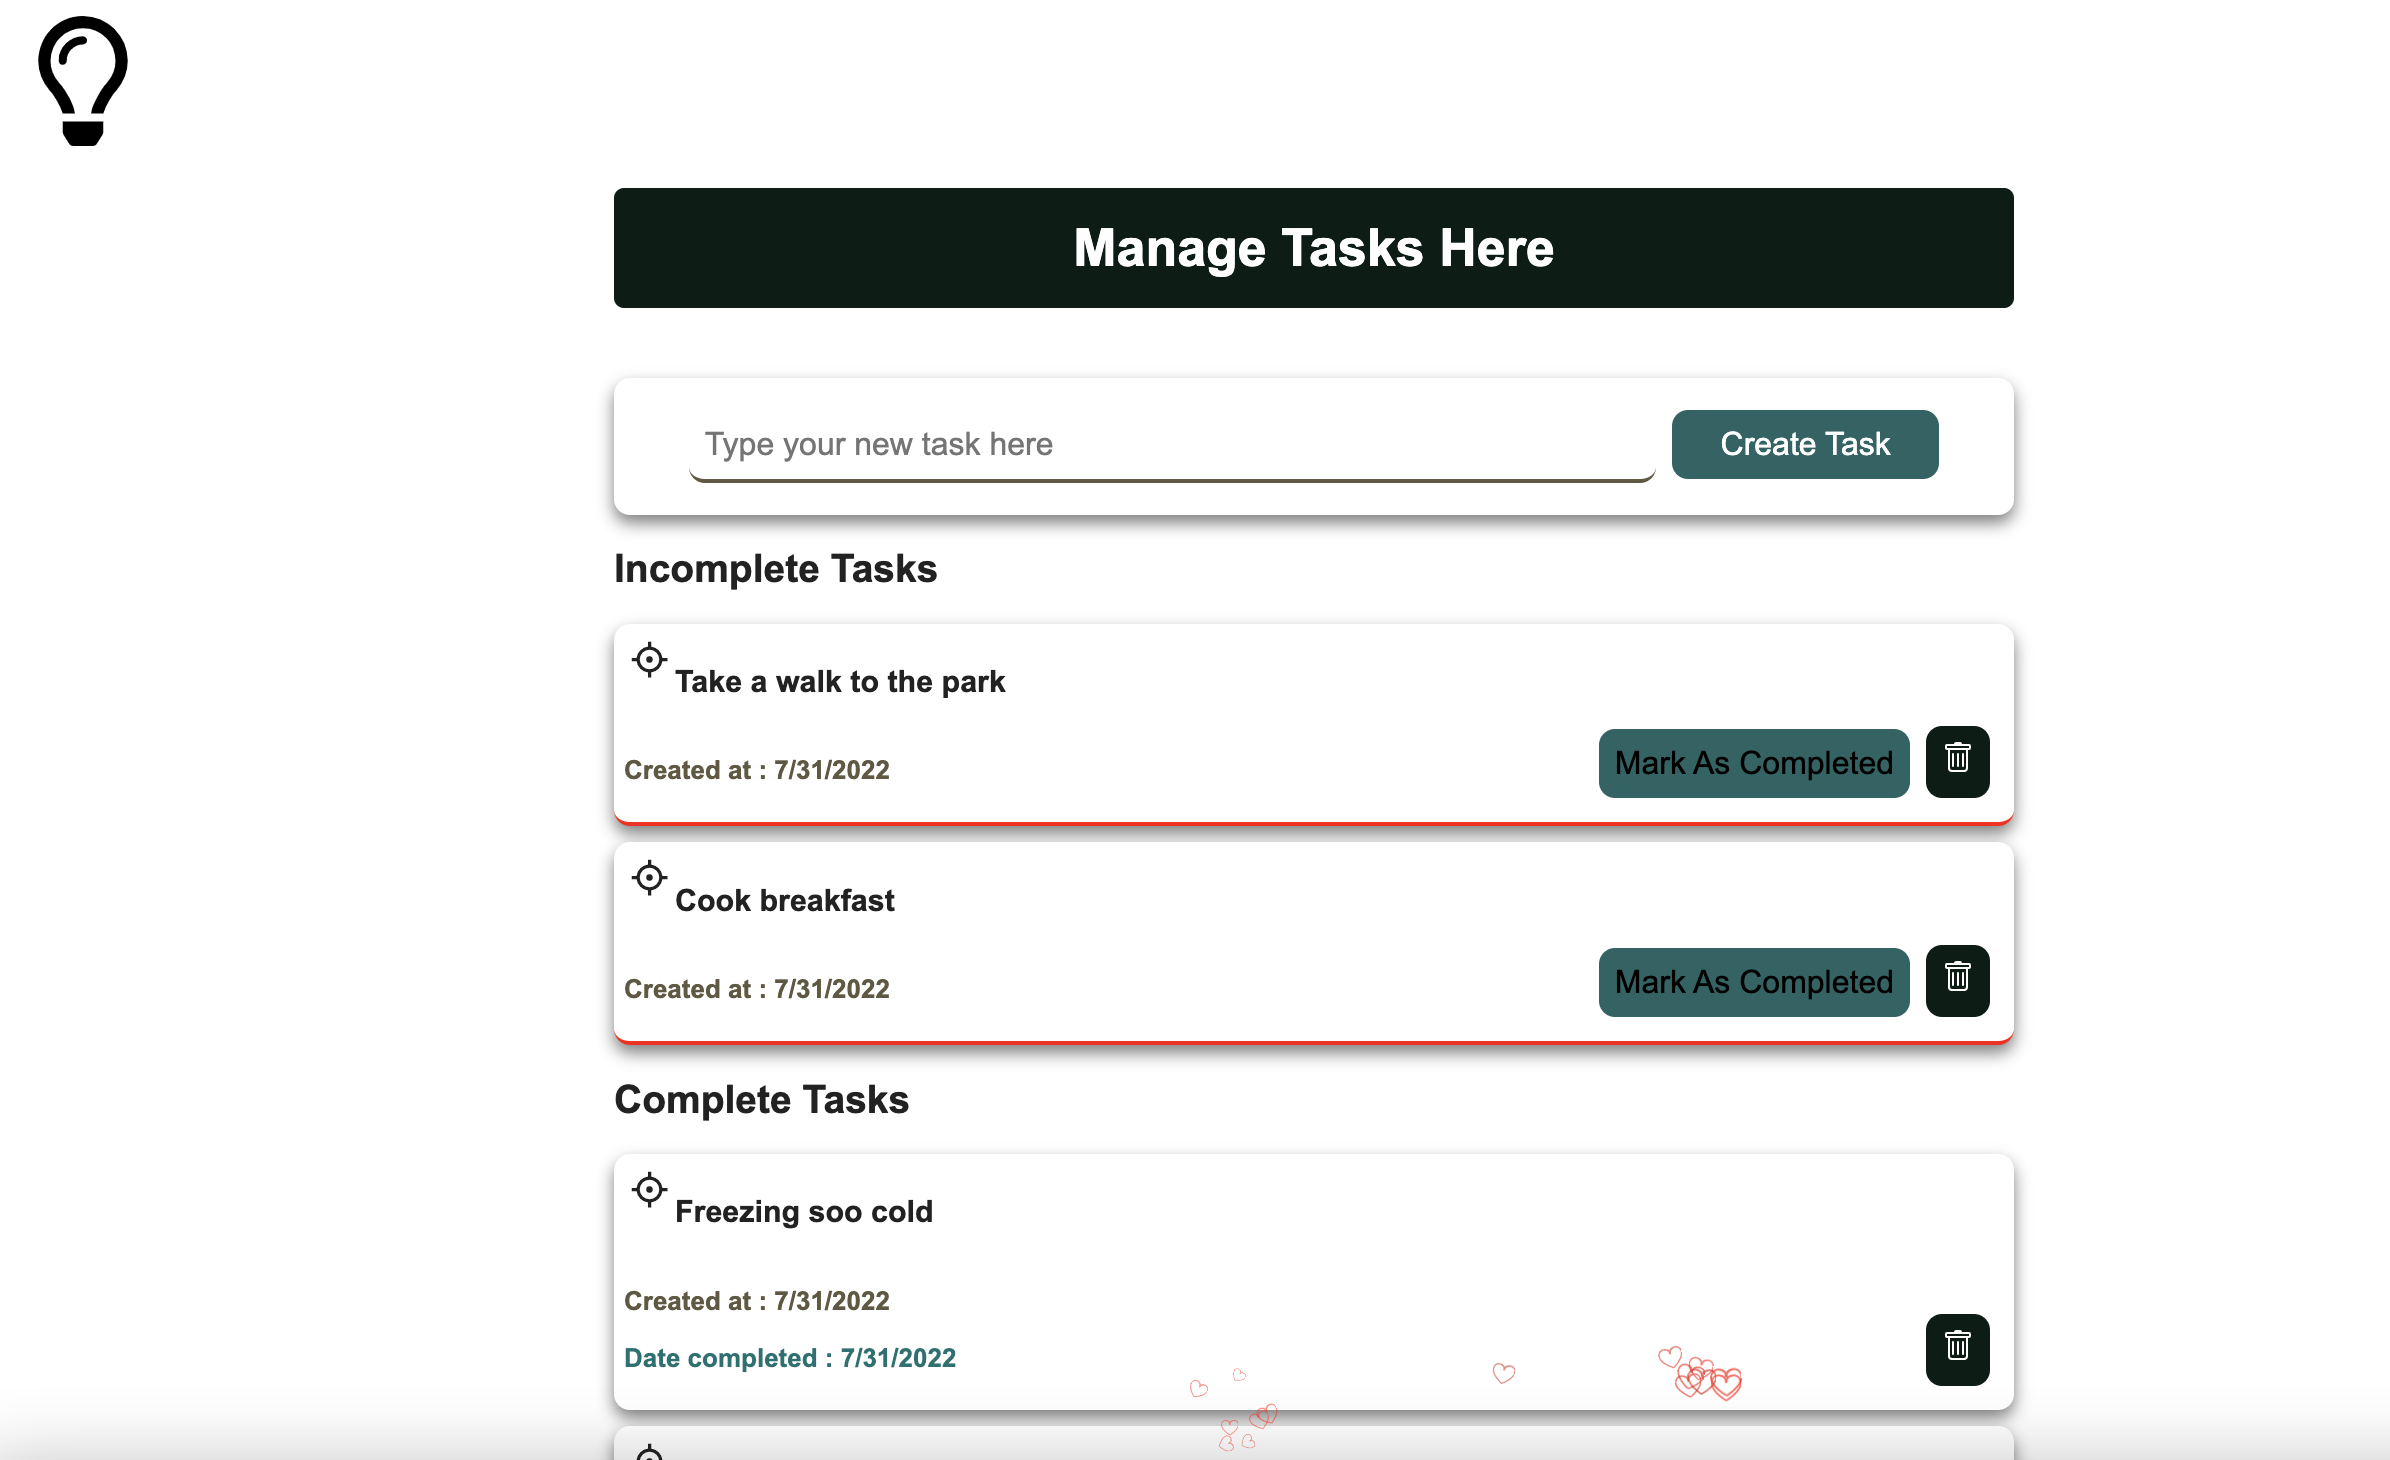 Manage Tasks Here
Type your new task here
Create Task
Incomplete Tasks
Take a walk to the park
Created at : 7/31/2022
Mark As Completed
Cook breakfast
Created at : 7/31/2022
Mark As Completed
Complete Tasks
Freezing soo cold
Created at : 7/31/2022
Date completed : 7/31/2022